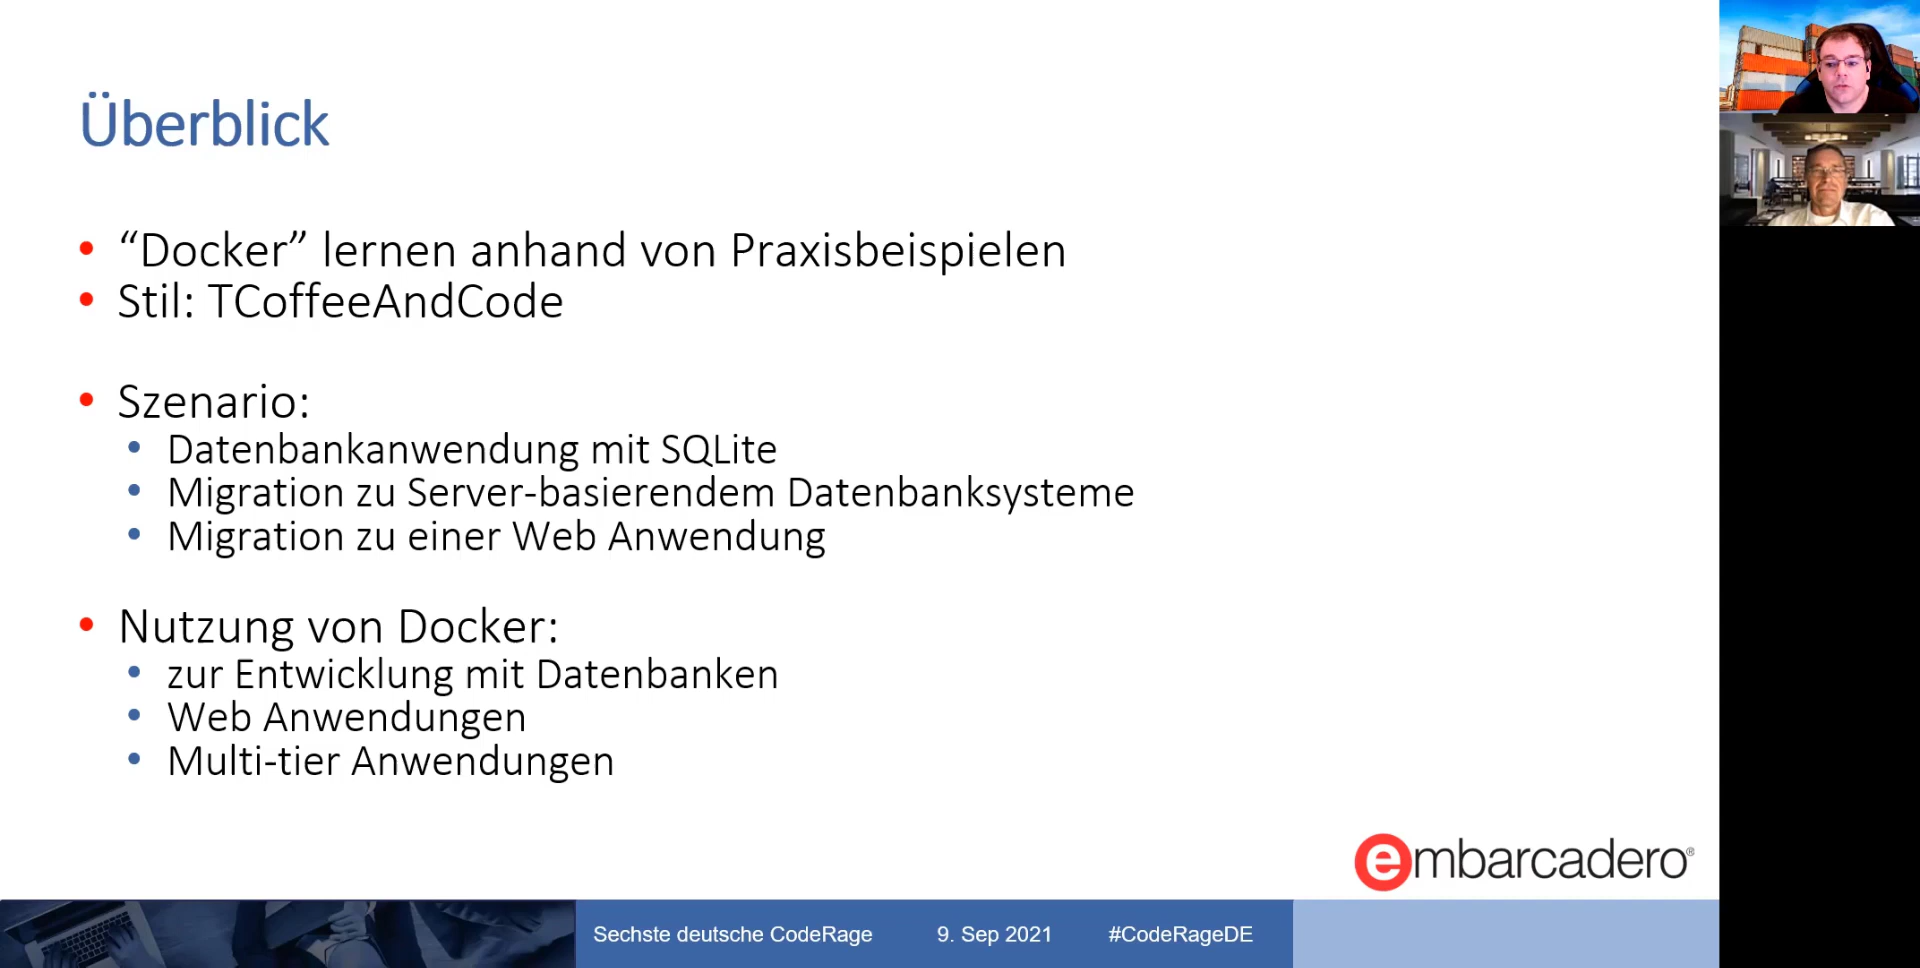 Überblick
“Docker” lernen anhand von Praxisbeispielen
Stil: TCoffeeAndCode
Szenario:
Datenbankanwendung mit SQLite
Migration zu Server-basierendem Datenbanksysteme
Migration zu einer Web Anwendung
Nutzung von Docker:
zur Entwicklung mit Datenbanken
Web Anwendungen
Multi-tier Anwendungen
embarcadero®
Sechste deutsche CodeRage 9. Sep 2021 #CodeRageDE